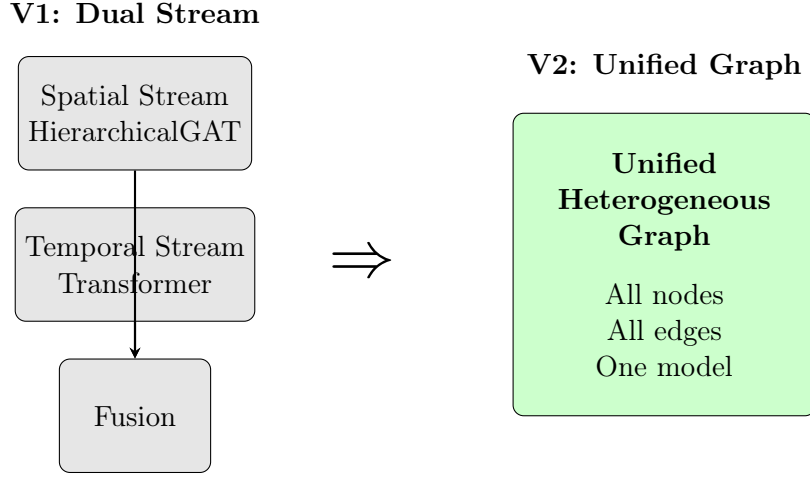 V1: Dual Stream
Spatial Stream
HierarchicalGAT
Temporal Stream
Transformer
Fusion
⇒
V2: Unified Graph
Unified
Heterogeneous
Graph
All nodes
All edges
One model